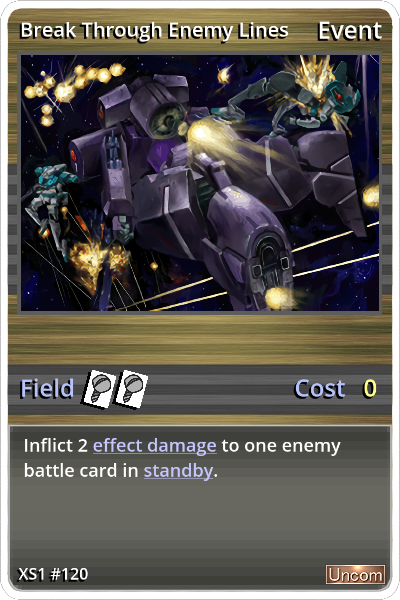 Break Through Enemy Lines Event
Field Cost 0
Inflict 2 effect damage to one enemy
battle card in standby.
XS1 #120 Uncom